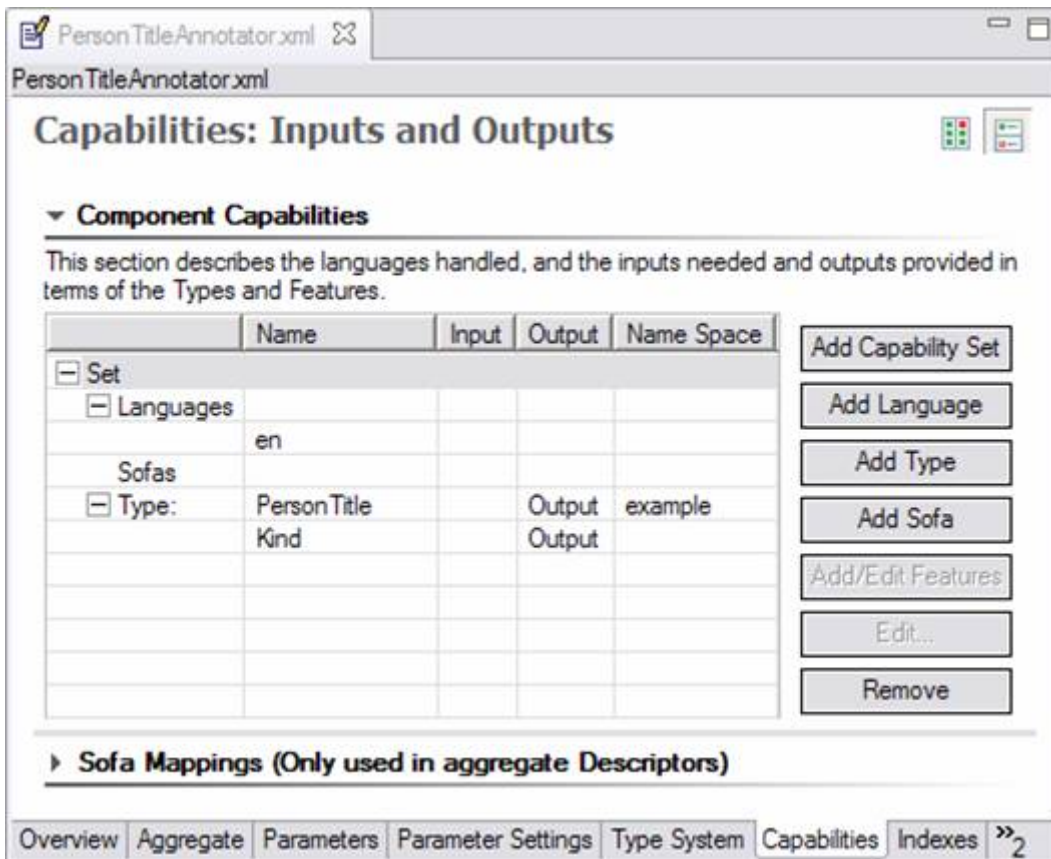 PersonTitleAnnotator.xml
PersonTitleAnnotator.xml
Capabilities: Inputs and Outputs
Component Capabilities
This section describes the languages handled, and the inputs needed and outputs provided in
terms of the Types and Features.
Name Input Output Name Space
Set
Languages
en
Sofas
Type: PersonTitle Output example
Kind Output
Add Capability Set
Add Language
Add Type
Add Sofa
Add/Edit Features
Edit...
Remove
Sofa Mappings (Only used in aggregate Descriptors)
Overview Aggregate Parameters Parameter Settings Type System Capabilities Indexes »2